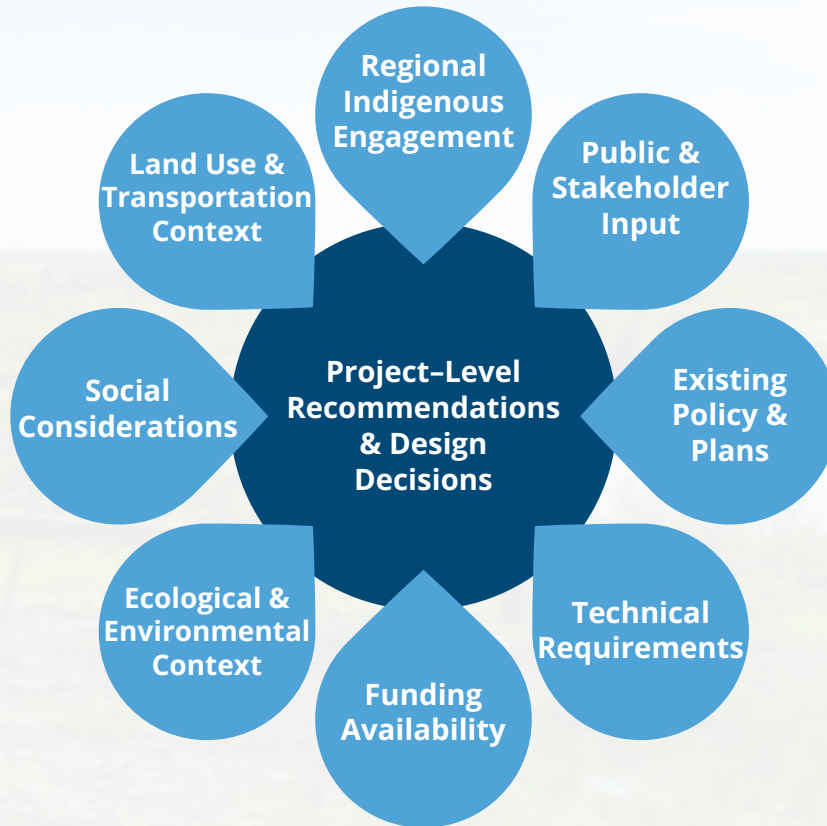 Regional
Indigenous
Engagement
Public &
Stakeholder
Input
Existing
Policy &
Plans
Technical
Requirements
Funding
Availability
Ecological &
Environmental
Context
Social
Considerations
Land Use &
Transportation
Context
Project–Level
Recommendations
& Design
Decisions